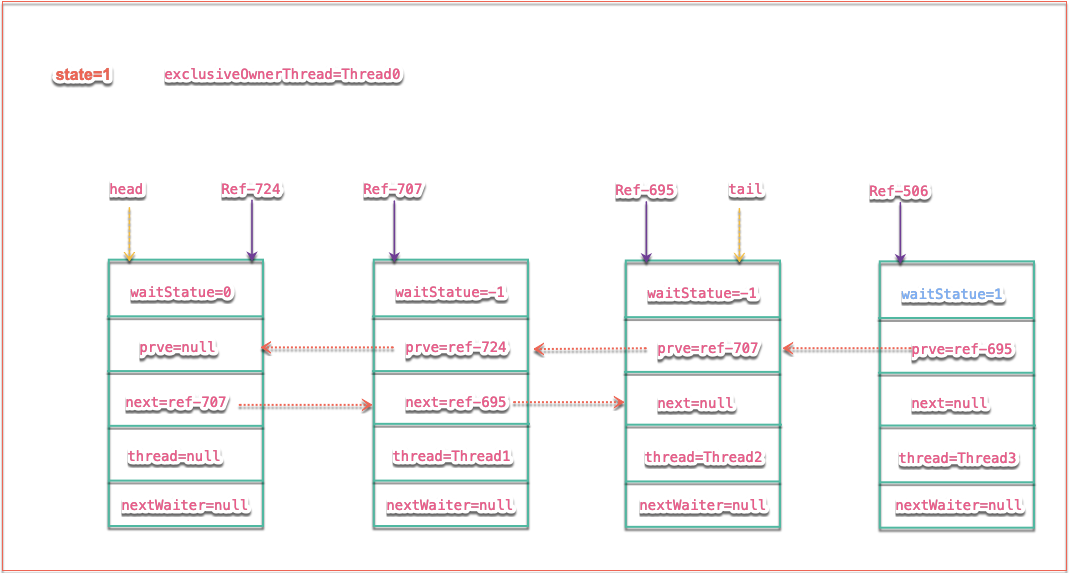 state=1 exclusiveOwnerThread=Thread0
head Ref-724 Ref-707 Ref-695 tail Ref-506
waitStatue=0 waitStatue=-1 waitStatue=-1 waitStatue=1
prve=null prve=ref-724 prve=ref-707 prve=ref-695
next=ref-707 next=ref-695 next=null next=null
thread=null thread=Thread1 thread=Thread2 thread=Thread3
nextWaiter=null nextWaiter=null nextWaiter=null nextWaiter=null